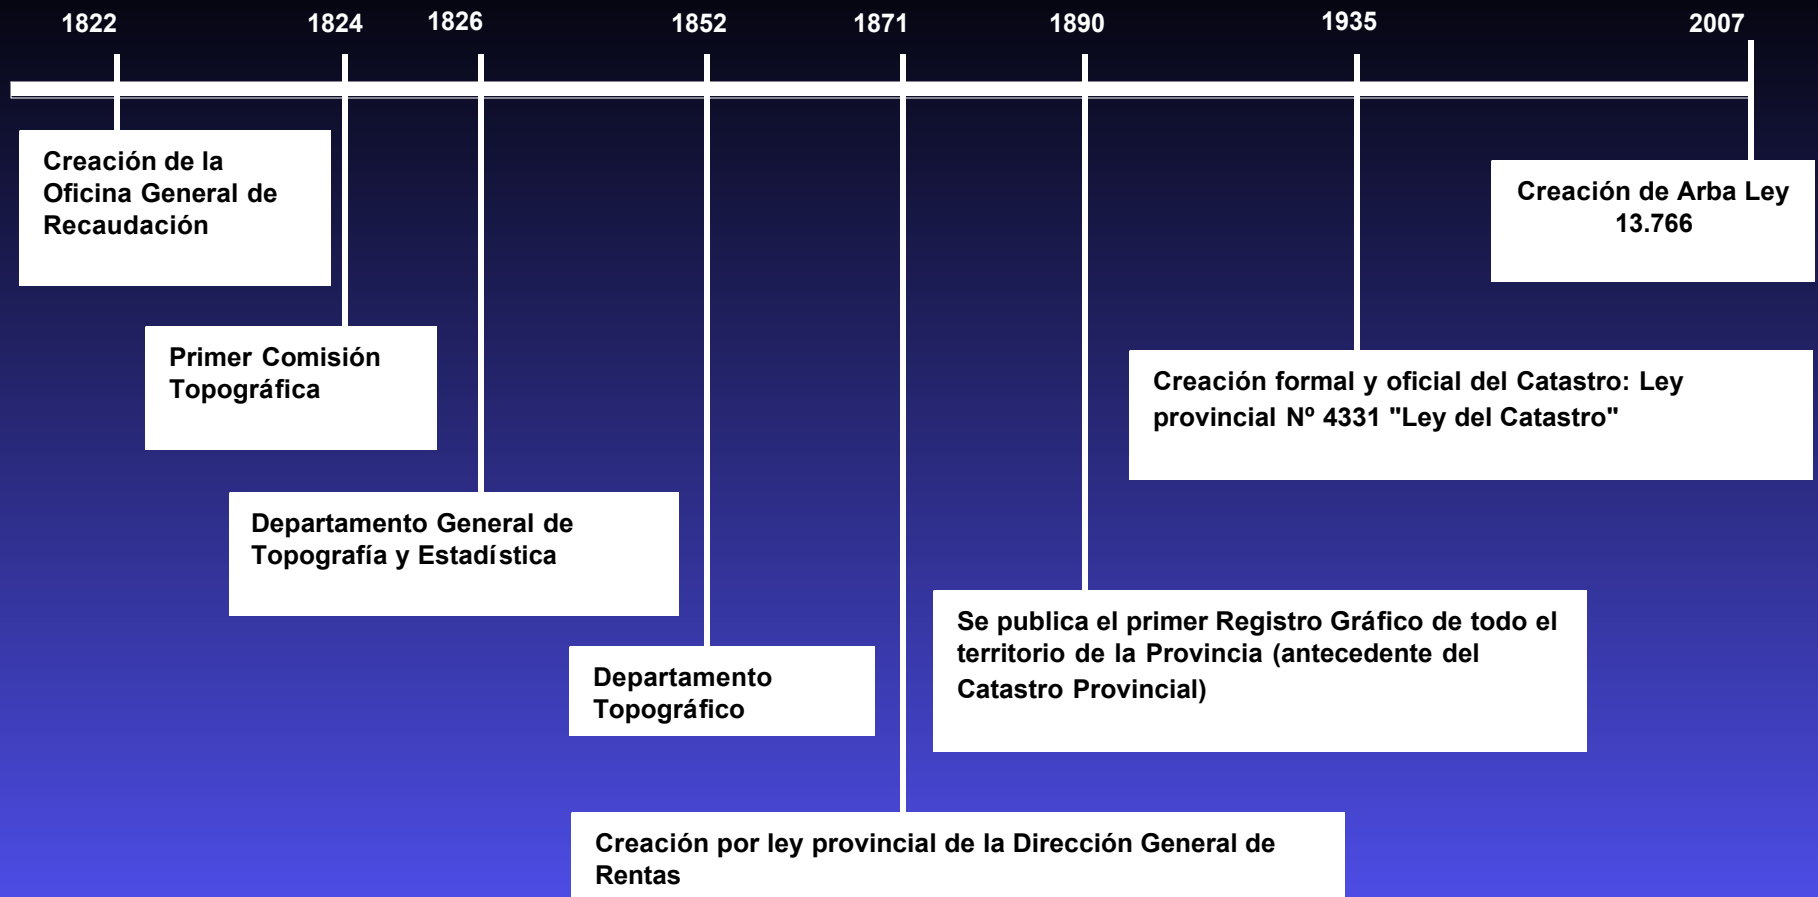 1822
1824
1826
1852
1871
1890
1935
2007
Creación de la
Oficina General de
Recaudación
Creación de Arba Ley
13.766
Primer Comisión
Topográfica
Creación formal y oficial del Catastro: Ley
provincial Nº 4331 "Ley del Catastro"
Departamento General de
Topografía y Estadística
Se publica el primer Registro Gráfico de todo el
territorio de la Provincia (antecedente del
Catastro Provincial)
Departamento
Topográfico
Creación por ley provincial de la Dirección General de
Rentas